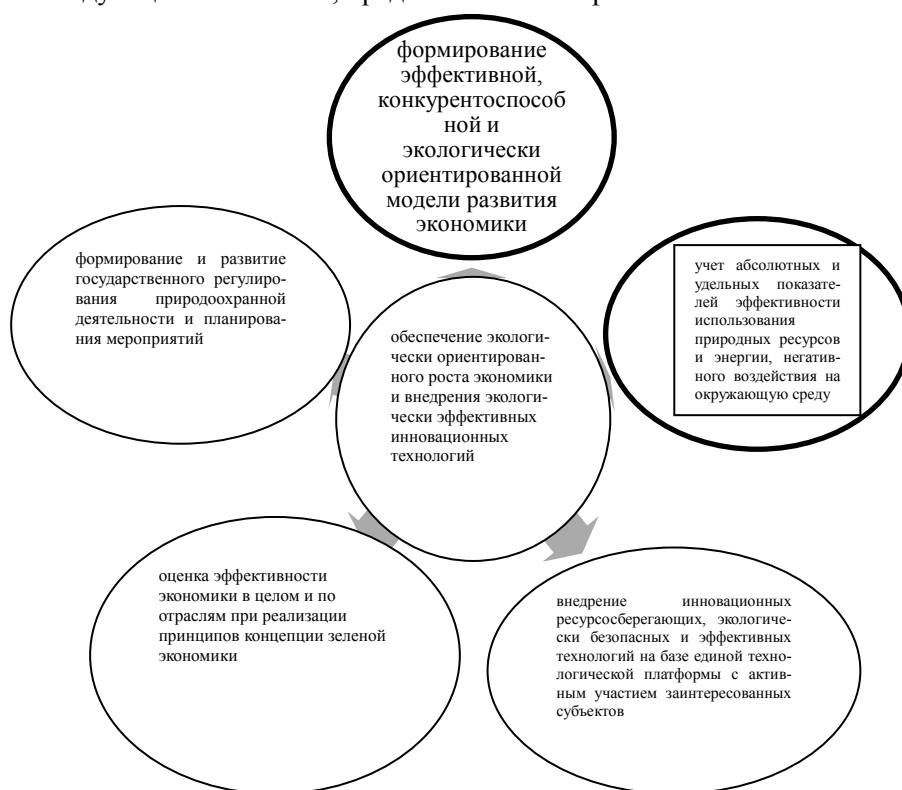 формирование
эффективной,
конкурентоспособ
ной и
экологически
ориентированной
модели развития
экономики
формирование и развитие
государственного регулиро-
вания природоохранной
деятельности и планирова-
ния мероприятий
учет абсолютных и
удельных показате-
лей эффективности
использования
природных ресурсов
и энергии, негатив-
ного воздействия на
окружающую среду
обеспечение экологи-
чески ориентирован-
ного роста экономики
и внедрения экологи-
чески эффективных
инновационных
технологий
оценка эффективности
экономики в целом и по
отраслям при реализации
принципов концепции зеленой
экономики
внедрение инновационных
ресурсосберегающих, экологиче-
ски безопасных и эффективных
технологий на базе единой техно-
логической платформы с актив-
ным участием заинтересованных
субъектов